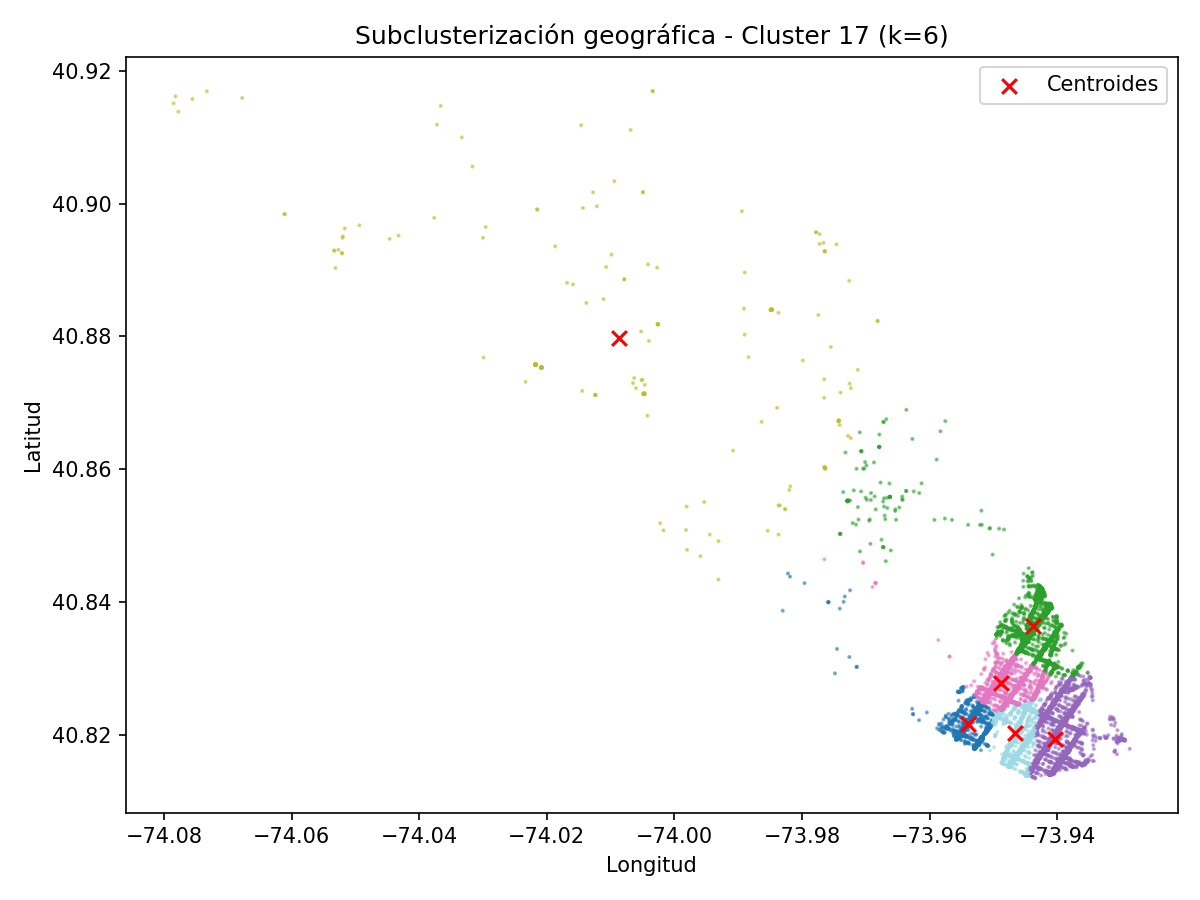 Subclusterización geográfica - Cluster 17 (k=6)
Centroides
40.92
40.90
40.88
40.86
40.84
40.82
Latitud
−74.08 −74.06 −74.04 −74.02 −74.00 −73.98 −73.96 −73.94
Longitud